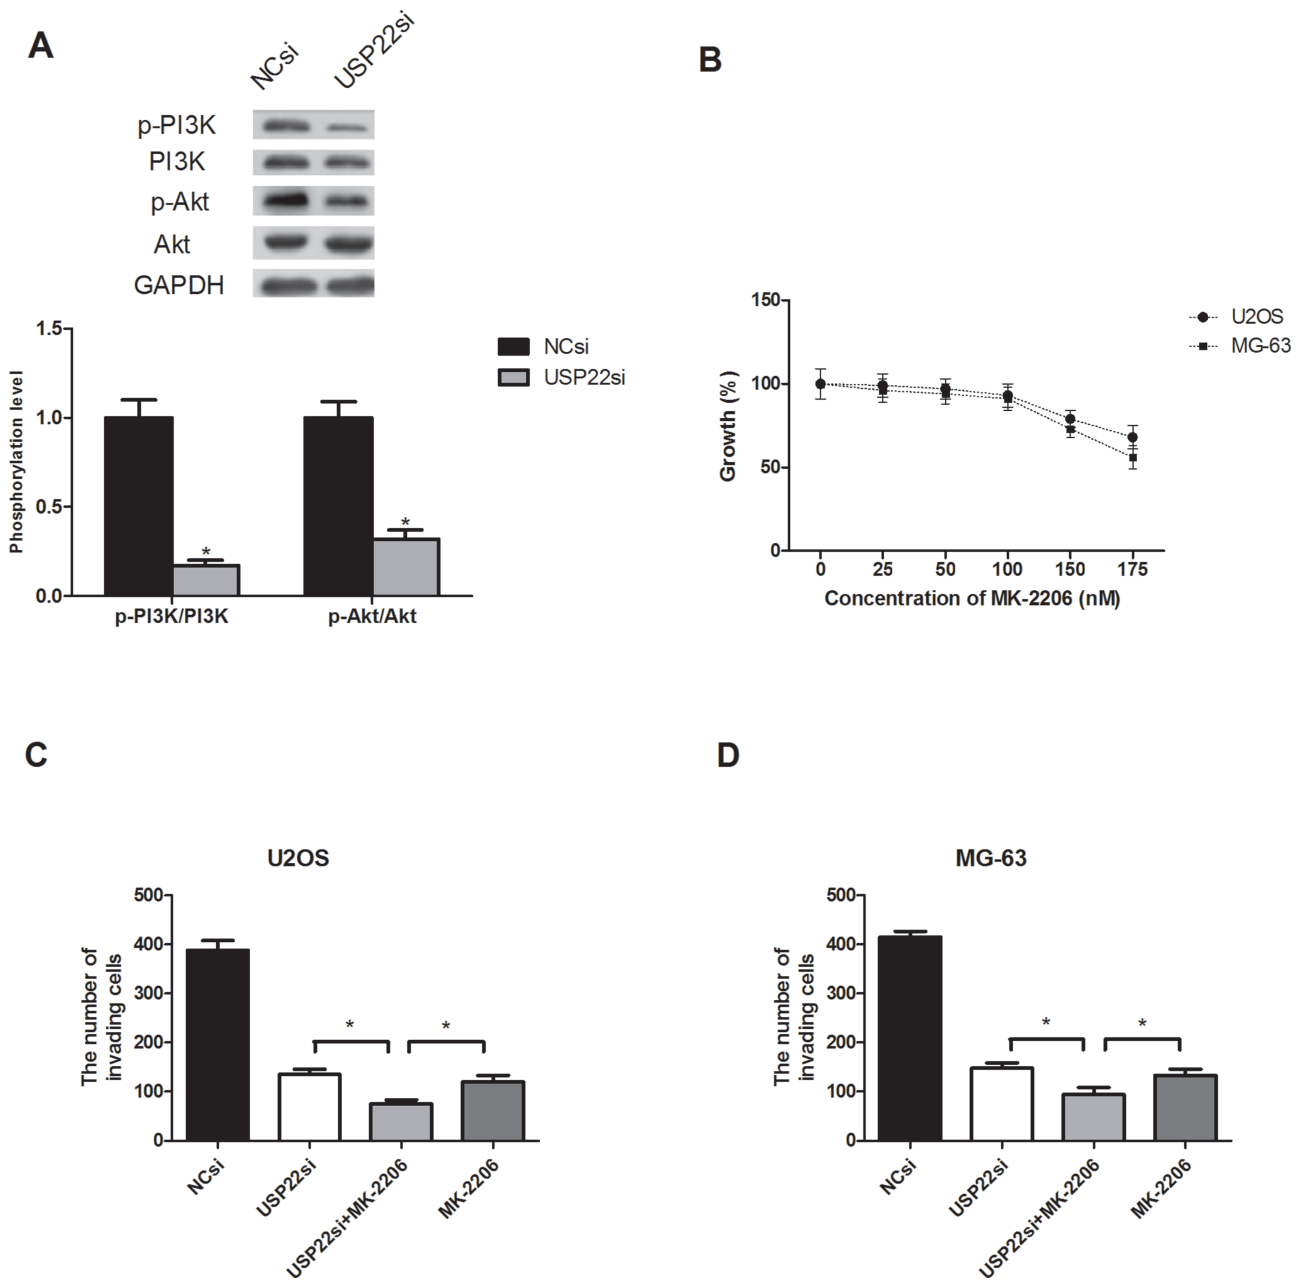 A
NCsi
USP22si
p-PI3K
PI3K
p-Akt
Akt
GAPDH
1.5
1.0
0.5
0.0
Phosphorylation level
NCsi
USP22si
*
*
p-PI3K/PI3K
p-Akt/Akt
B
150
100
50
0
Growth (%)
U2OS
MG-63
0 25 50 100 150 175
Concentration of MK-2206 (nM)
C
U2OS
500
400
300
200
100
0
The number of
invading cells
*
*
NCsi
USP22si
USP22si+MK-2206
MK-2206
D
MG-63
500
400
300
200
100
0
The number of
invading cells
*
*
NCsi
USP22si
USP22si+MK-2206
MK-2206